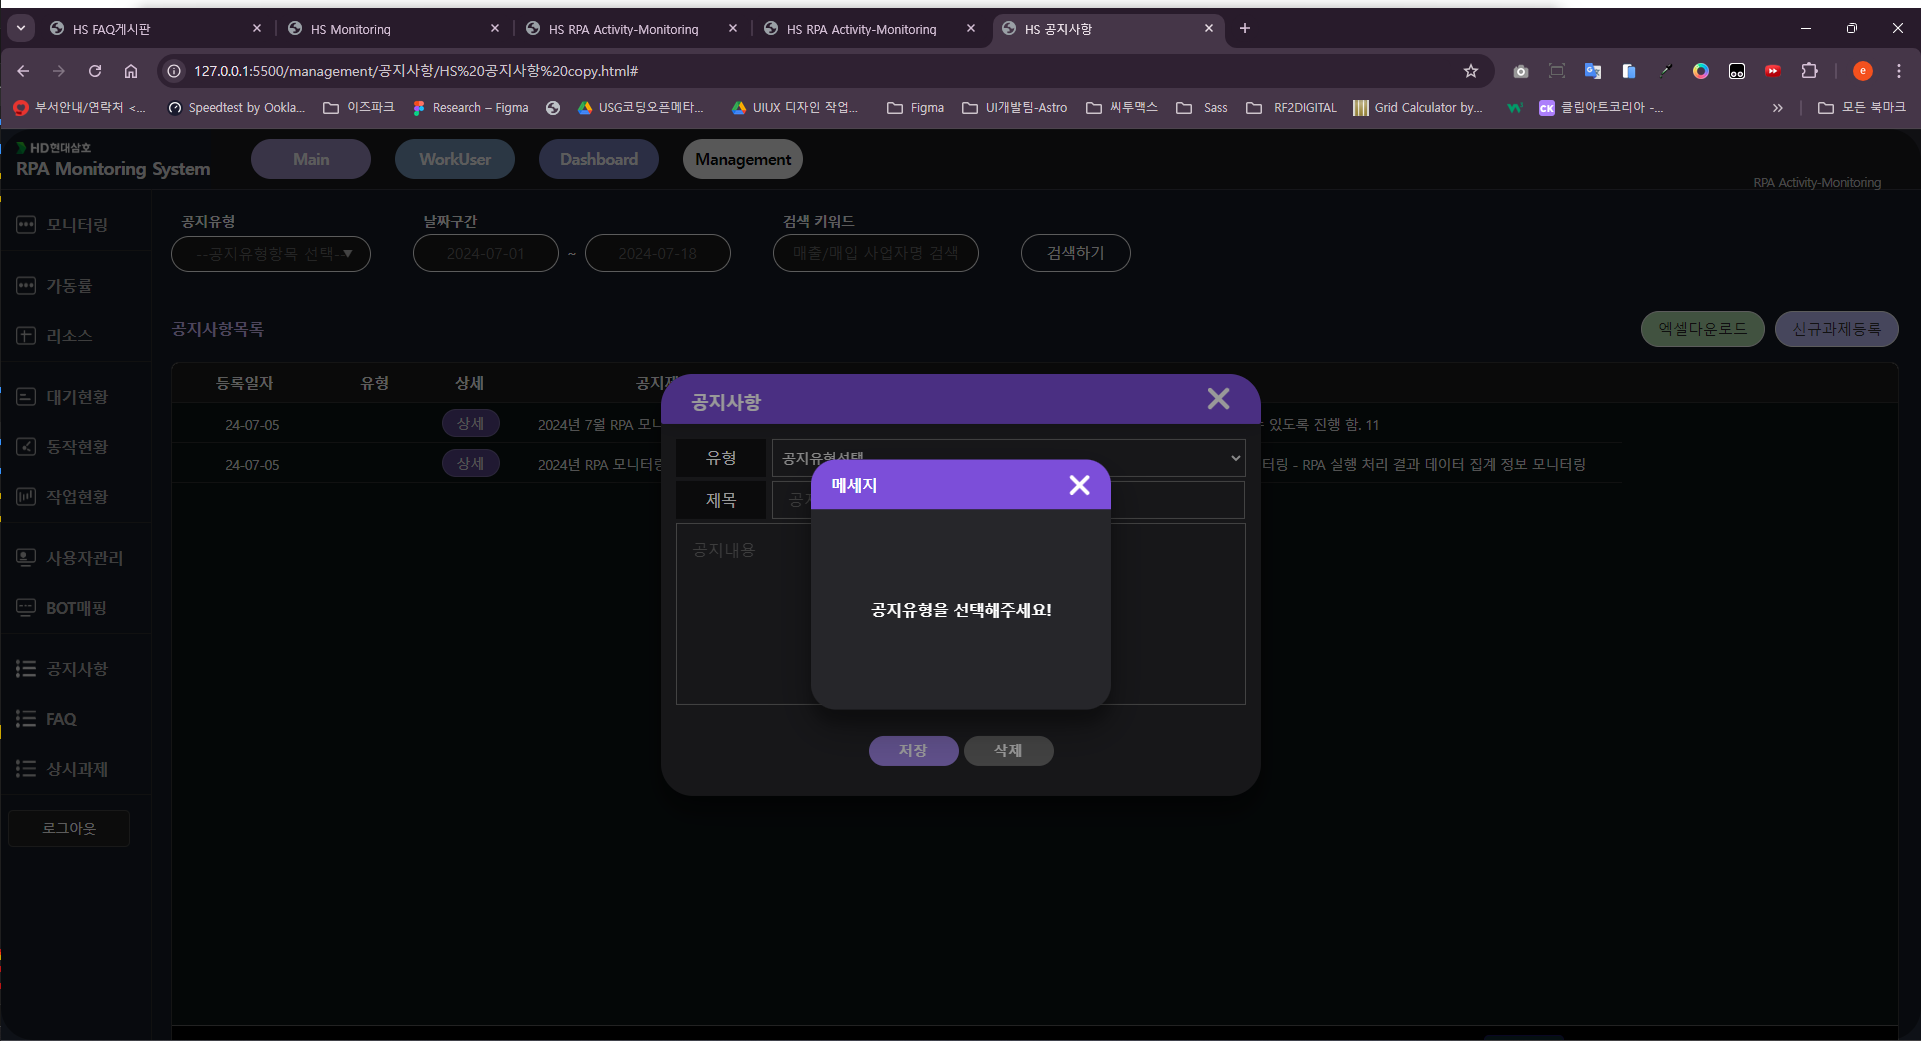 HS FAQ게시판
HS Monitoring
HS RPA Activity-Monitoring
HS RPA Activity-Monitoring
HS 공지사항
127.0.0.1:5500/management/공지사항/HS%20공지사항%20copy.html#
e
부서안내/연락처 <...
Speedtest by Ookla...
이즈파크
Research – Figma
USG코딩오픈메타...
UIUX 디자인 작업...
Figma
UI개발팀-Astro
씨투맥스
Sass
RF2DIGITAL
Grid Calculator by...
CK 클립아트코리아 -...
»
모든 북마크
HD현대삼호
RPA Monitoring System
Main
WorkUser
Dashboard
Management
RPA Activity-Monitoring
모니터링
가동률
리소스
대기현황
동작현황
작업현황
사용자관리
BOT매핑
공지사항
FAQ
상시과제
로그아웃
공지유형
날짜구간
검색 키워드
--공지유형항목 선택--▼
2024-07-01
~
2024-07-18
매출/매입 사업자명 검색
검색하기
공지사항목록
엑셀다운로드
신규과제등록
등록일자
유형
상세
24-07-05
상세
2024년 7월 RPA
있도록 진행 함. 11
24-07-05
상세
2024년 RPA 모니터링
터링 - RPA 실행 처리 결과 데이터 집계 정보 모니터링
공지사항
유형
공지유형선택
제목
공지내용
저장
삭제
메세지
공지유형을 선택해주세요!